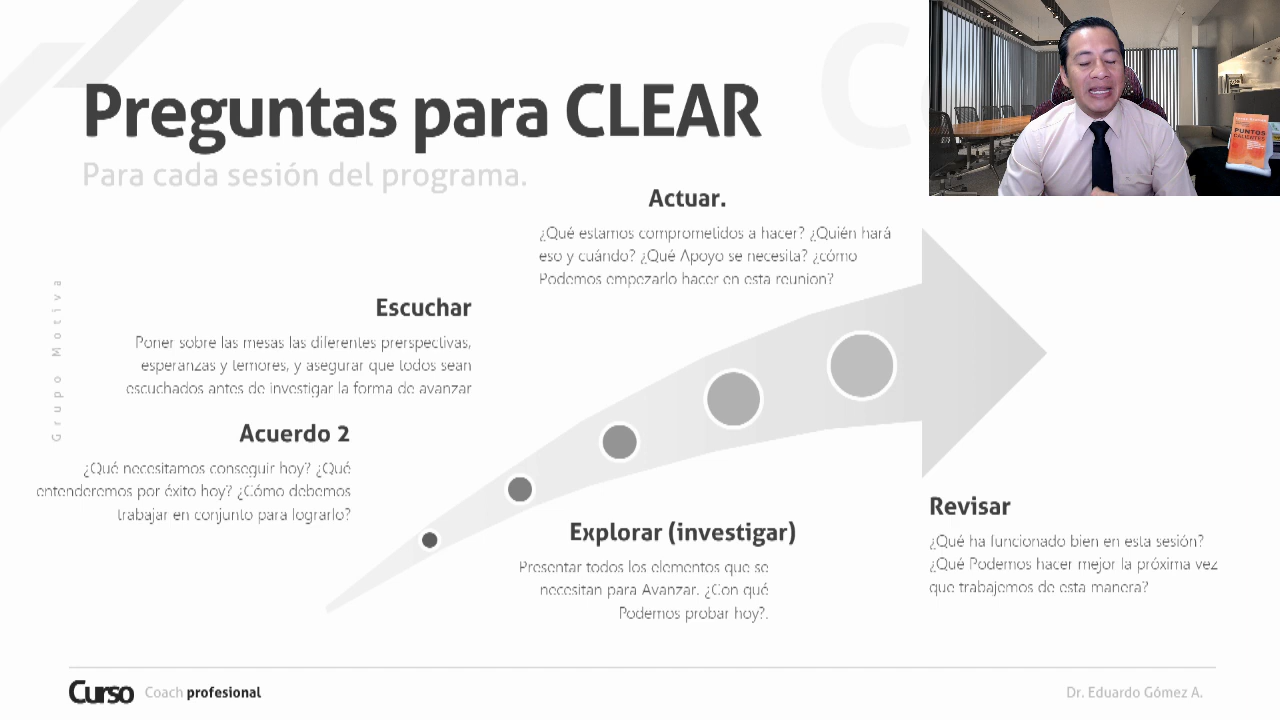 Preguntas para CLEAR
Para cada sesión del programa.
Actuar.
¿Qué estamos comprometidos a hacer? ¿Quién hará
eso y cuándo? ¿Qué Apoyo se necesita? ¿cómo
Podemos empezarlo hacer en esta reunion?
Escuchar
Poner sobre las mesas las diferentes prerspectivas,
esperanzas y temores, y asegurar que todos sean
escuchados antes de investigar la forma de avanzar
Grupo Motiva
Acuerdo 2
¿Qué necesitamos conseguir hoy? ¿Qué
entenderemos por éxito hoy? ¿Cómo debemos
trabajar en conjunto para lograrlo?
Explorar (investigar)
Presentar todos los elementos que se
necesitan para Avanzar. ¿Con qué
Podemos probar hoy?.
Revisar
¿Qué ha funcionado bien en esta sesión?
¿Qué Podemos hacer mejor la próxima vez
que trabajemos de esta manera?
PUNTOS
CALIENTES
C
Curso Coach profesional
Dr. Eduardo Gómez A.